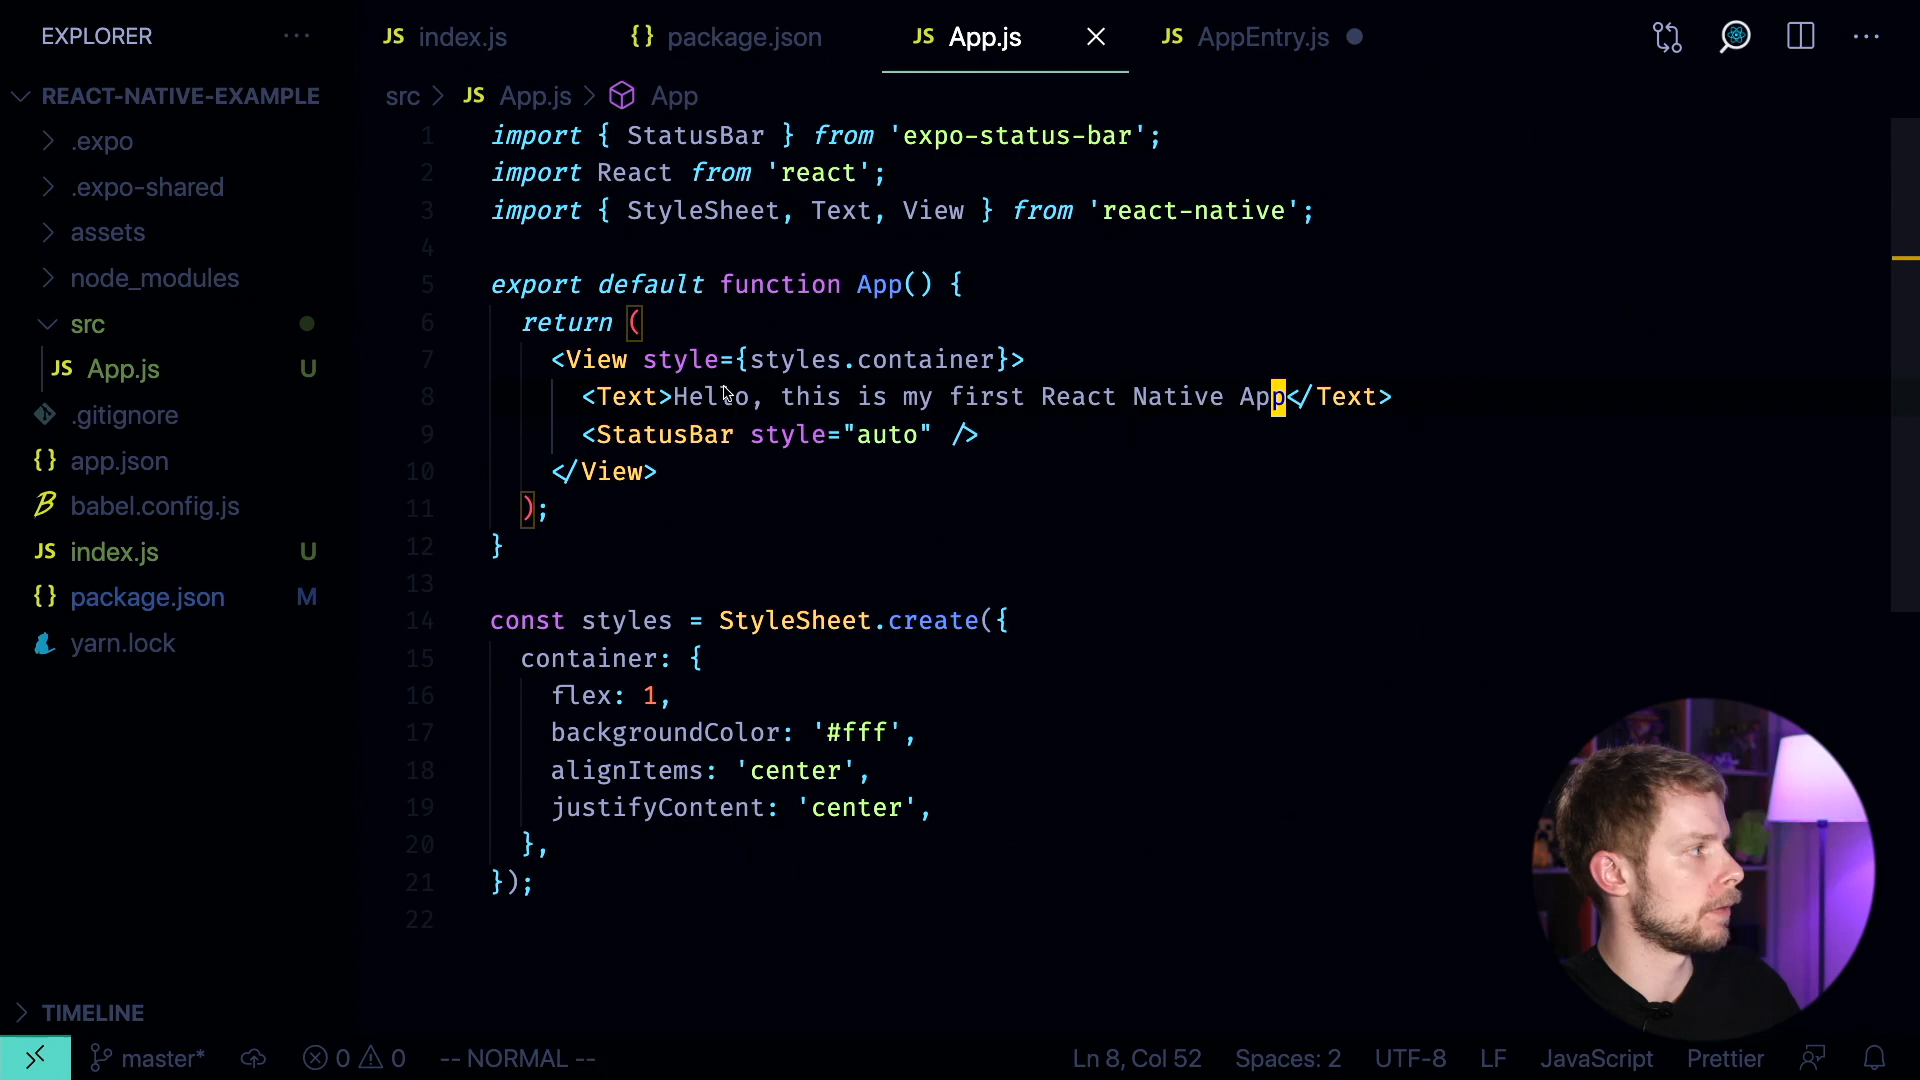 EXPLORER ···
JS index.js {} package.json JS App.js JS AppEntry.js
REACT-NATIVE-EXAMPLE
.expo
.expo-shared
assets
node_modules
src
JS App.js U
.gitignore
{} app.json
babel.config.js
JS index.js U
{} package.json M
yarn.lock
TIMELINE
src > JS App.js > App
1 import { StatusBar } from 'expo-status-bar';
2 import React from 'react';
3 import { StyleSheet, Text, View } from 'react-native';
4
5 export default function App() {
6 return (
7 <View style={styles.container}>
8 <Text>Hello, this is my first React Native App</Text>
9 <StatusBar style="auto" />
10 </View>
11 );
12 }
13
14 const styles = StyleSheet.create({
15 container: {
16 flex: 1,
17 backgroundColor: '#fff',
18 alignItems: 'center',
19 justifyContent: 'center',
20 },
21 });
22
master* 0 0 -- NORMAL -- Ln 8, Col 52 Spaces: 2 UTF-8 LF JavaScript Prettier